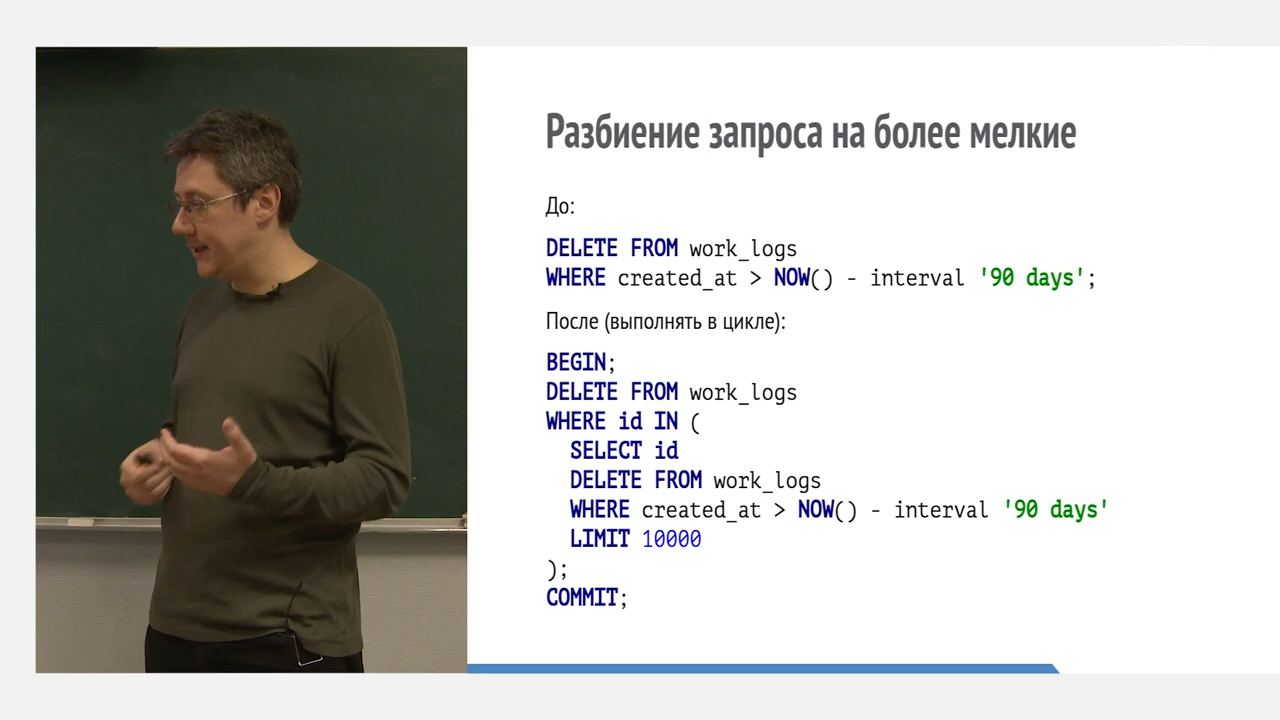 Разбиение запроса на более мелкие
До:
DELETE FROM work_logs
WHERE created_at > NOW() - interval '90 days';
После (выполнять в цикле):
BEGIN;
DELETE FROM work_logs
WHERE id IN (
SELECT id
DELETE FROM work_logs
WHERE created_at > NOW() - interval '90 days'
LIMIT 10000
);
COMMIT;